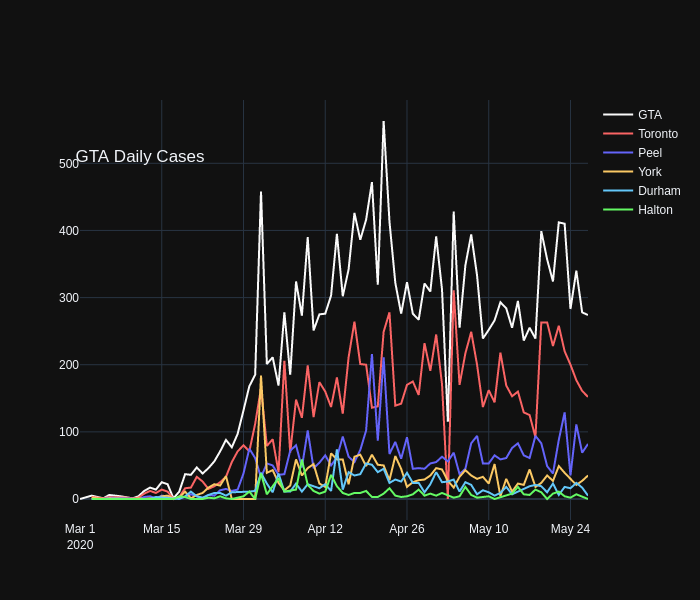 GTA Daily Cases
500
400
300
200
100
0
Mar 1
2020
Mar 15
Mar 29
Apr 12
Apr 26
May 10
May 24
GTA
Toronto
Peel
York
Durham
Halton